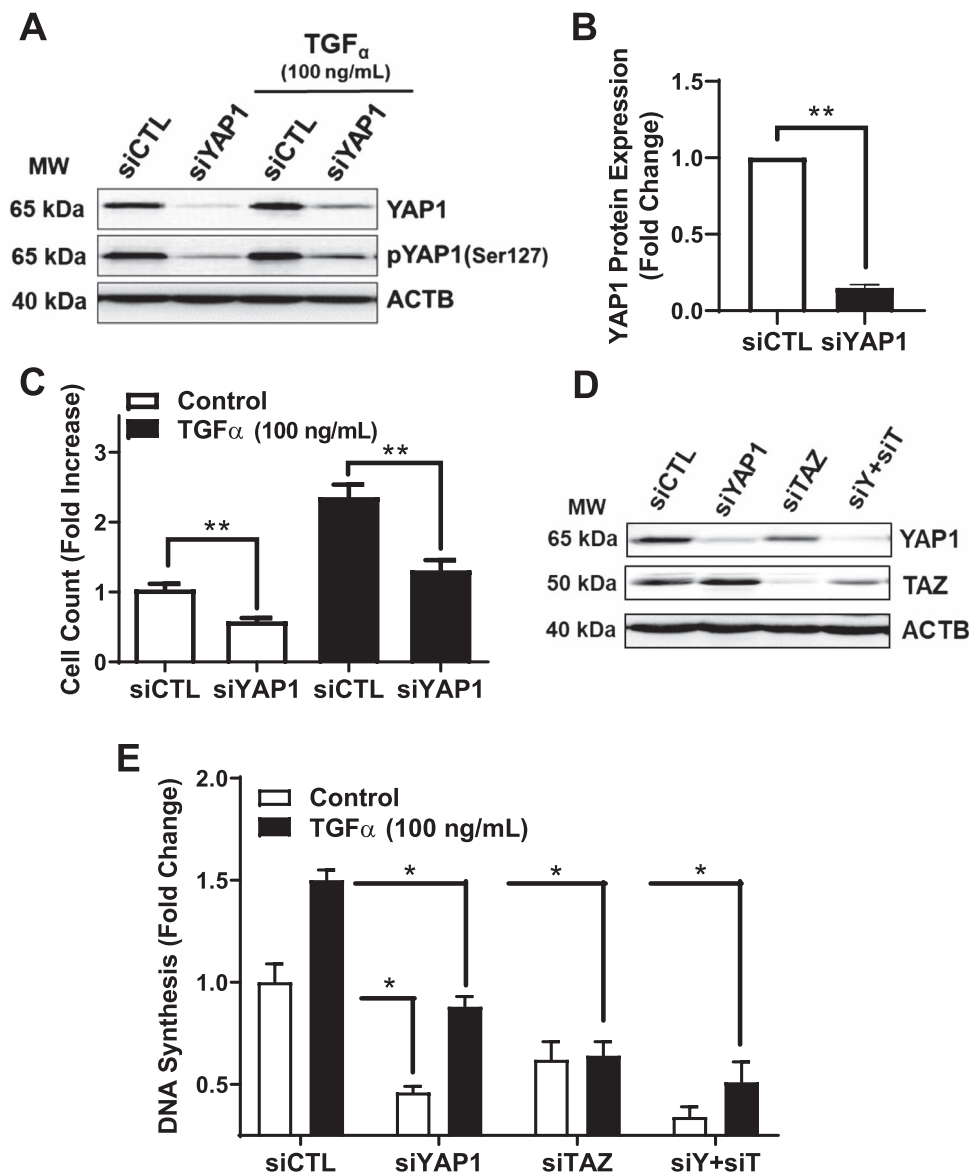 A
TGFα
(100 ng/mL)
siCTL siYAP1 siCTL siYAP1
MW
65 kDa YAP1
65 kDa pYAP1(Ser127)
40 kDa ACTB
B
YAP1 Protein Expression
(Fold Change)
1.5
**
1.0
0.5
0.0
siCTL siYAP1
C
Cell Count (Fold Increase)
Control
TGFα (100 ng/mL)
3
**
2
**
1
0
siCTL siYAP1 siCTL siYAP1
D
siCTL siYAP1 siTAZ siY+siT
MW
65 kDa YAP1
50 kDa TAZ
40 kDa ACTB
E
DNA Synthesis (Fold Change)
2.0
Control
TGFα (100 ng/mL)
1.5
* * *
1.0
*
0.5
siCTL siYAP1 siTAZ siY+siT